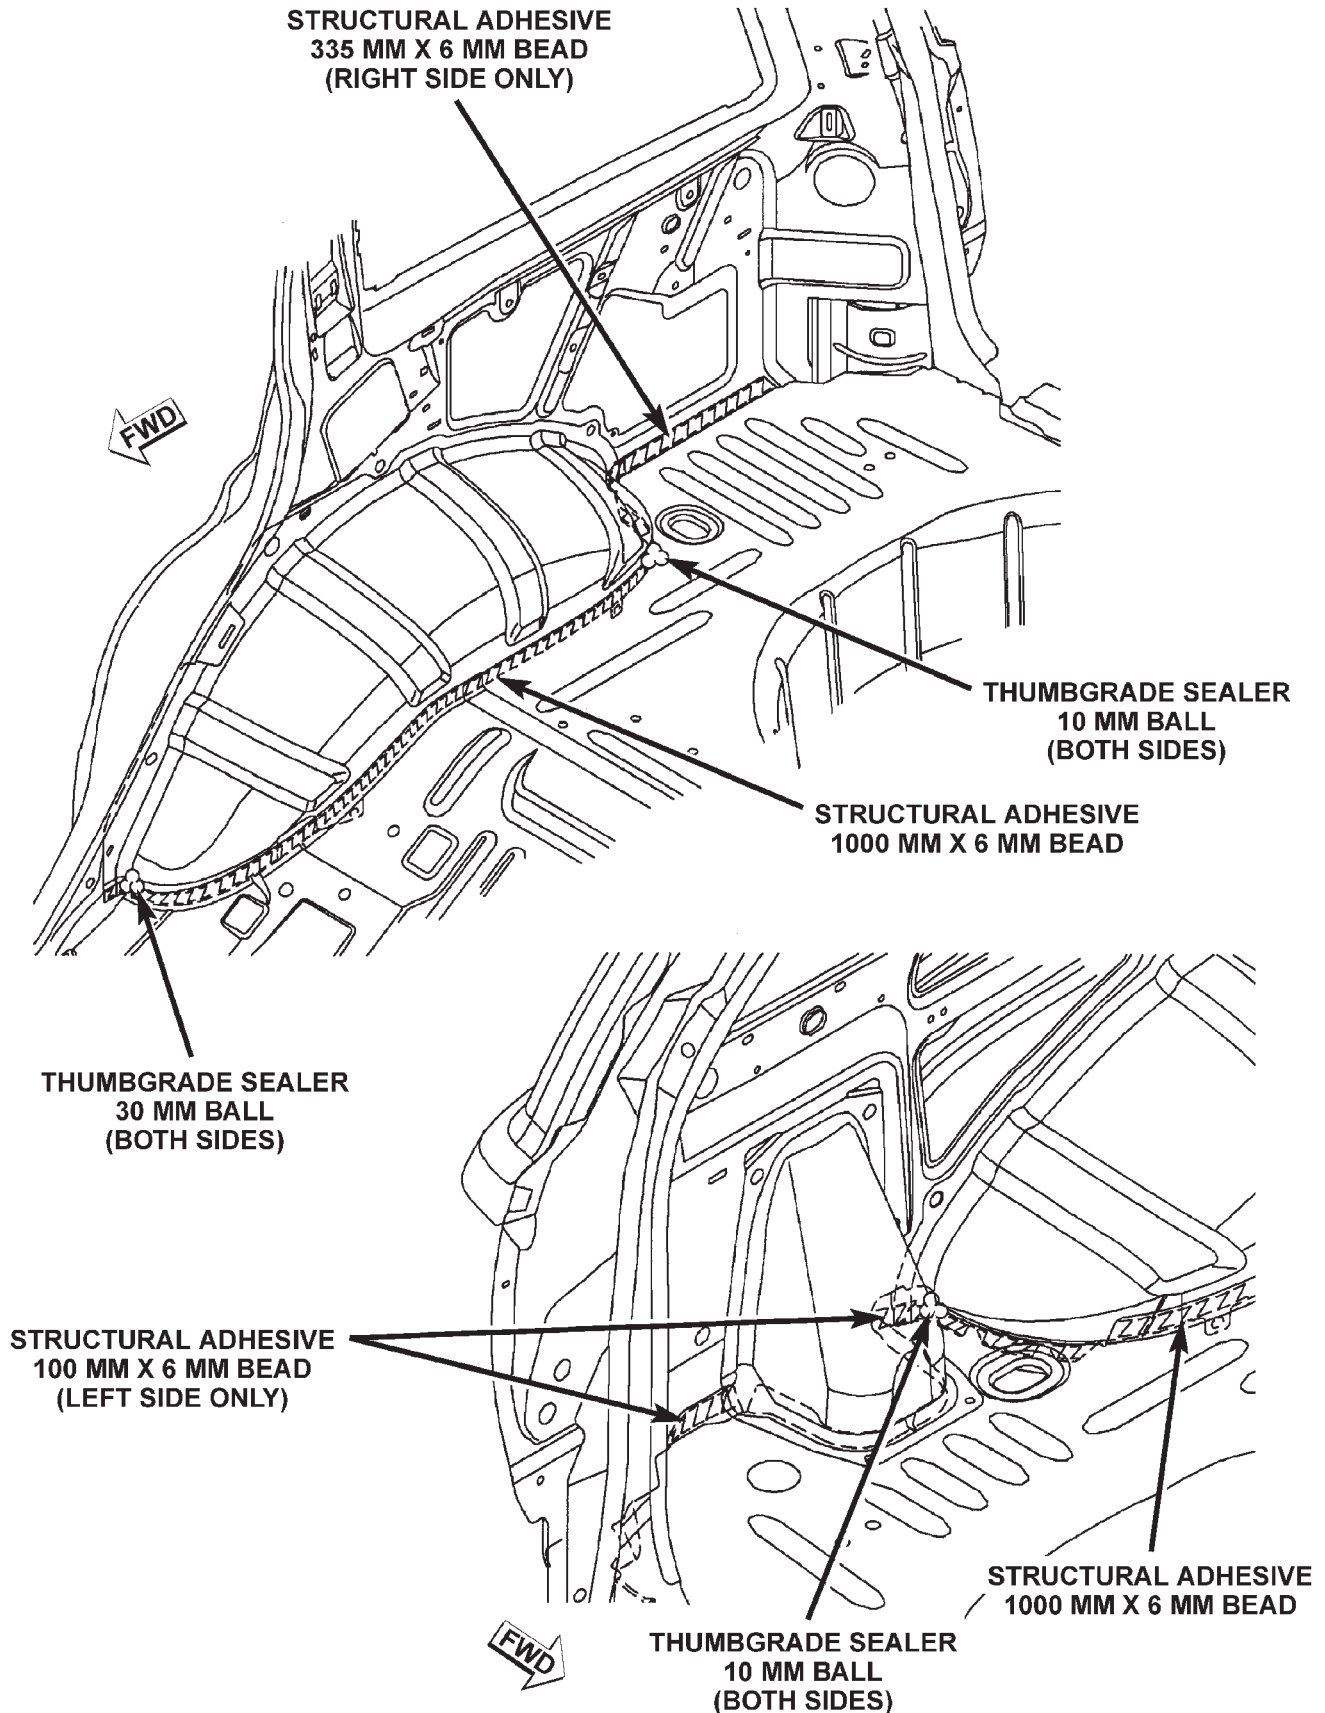 STRUCTURAL ADHESIVE
335 MM X 6 MM BEAD
(RIGHT SIDE ONLY)
FWD
THUMBGRADE SEALER
10 MM BALL
(BOTH SIDES)
STRUCTURAL ADHESIVE
1000 MM X 6 MM BEAD
THUMBGRADE SEALER
30 MM BALL
(BOTH SIDES)
STRUCTURAL ADHESIVE
100 MM X 6 MM BEAD
(LEFT SIDE ONLY)
STRUCTURAL ADHESIVE
1000 MM X 6 MM BEAD
FWD
THUMBGRADE SEALER
10 MM BALL
(BOTH SIDES)